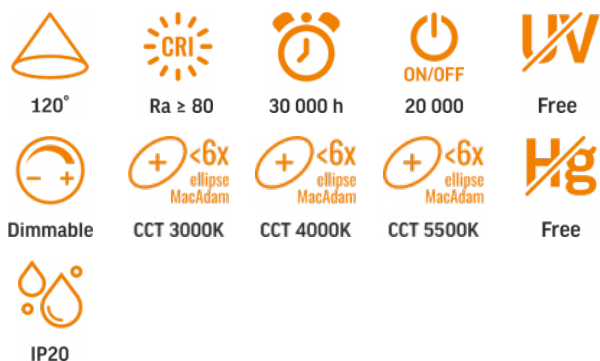 CRI
ON/OFF
UV
120°
Ra ≥ 80
30 000 h
20 000
Free
− +
+ <6x
ellipse
MacAdam
+ <6x
ellipse
MacAdam
+ <6x
ellipse
MacAdam
Hg
Dimmable
CCT 3000K
CCT 4000K
CCT 5500K
Free
IP20